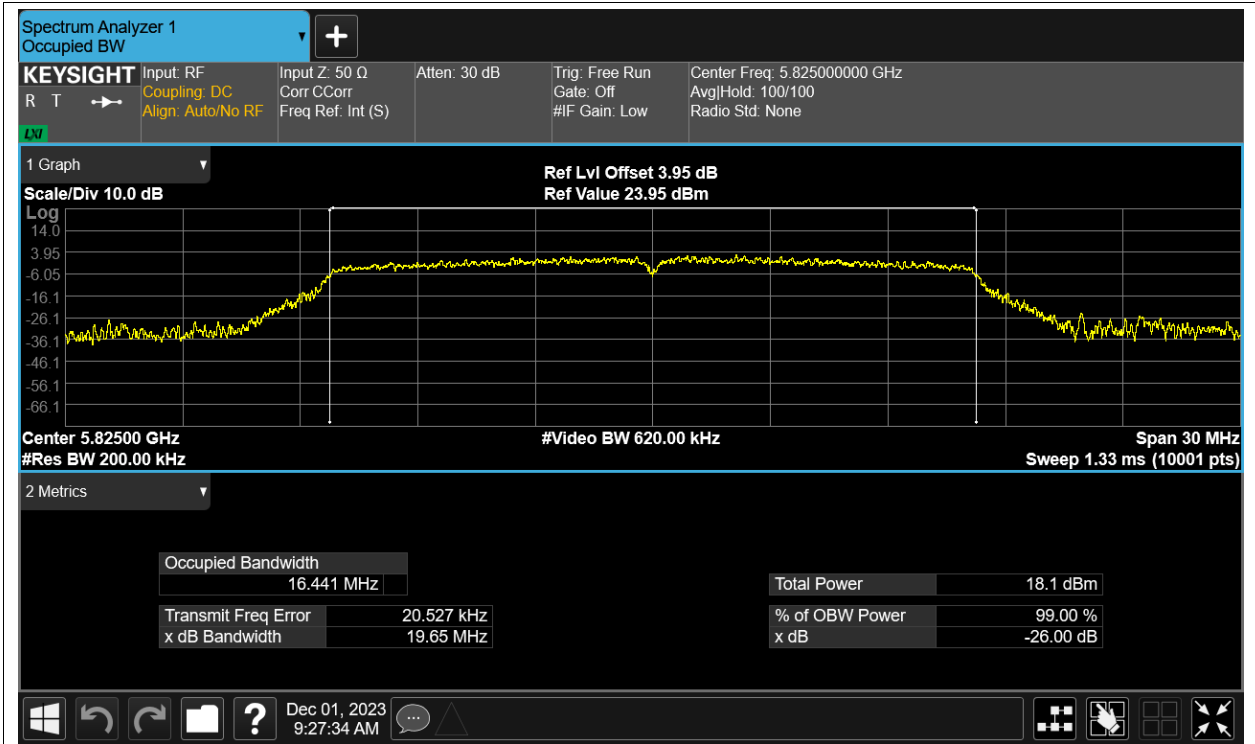 Spectrum Analyzer 1
Occupied BW
KEYSIGHT
R T
LXI
Input: RF
Coupling: DC
Align: Auto/No RF
Input Z: 50 Ω
Corr CCorr
Freq Ref: Int (S)
Atten: 30 dB
Trig: Free Run
Gate: Off
#IF Gain: Low
Center Freq: 5.825000000 GHz
Avg|Hold: 100/100
Radio Std: None
1 Graph
Scale/Div 10.0 dB
Ref Lvl Offset 3.95 dB
Ref Value 23.95 dBm
Log
14.0
3.95
-6.05
-16.1
-26.1
-36.1
-46.1
-56.1
-66.1
Center 5.82500 GHz
#Res BW 200.00 kHz
#Video BW 620.00 kHz
Span 30 MHz
Sweep 1.33 ms (10001 pts)
2 Metrics
Occupied Bandwidth
16.441 MHz
Transmit Freq Error 20.527 kHz
x dB Bandwidth 19.65 MHz
Total Power 18.1 dBm
% of OBW Power 99.00 %
x dB -26.00 dB
?
Dec 01, 2023
9:27:34 AM